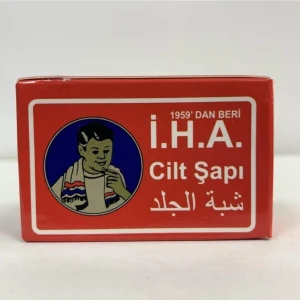 1959' DAN BERİ
İ.H.A.
Cilt Şapı
شبة الجلد